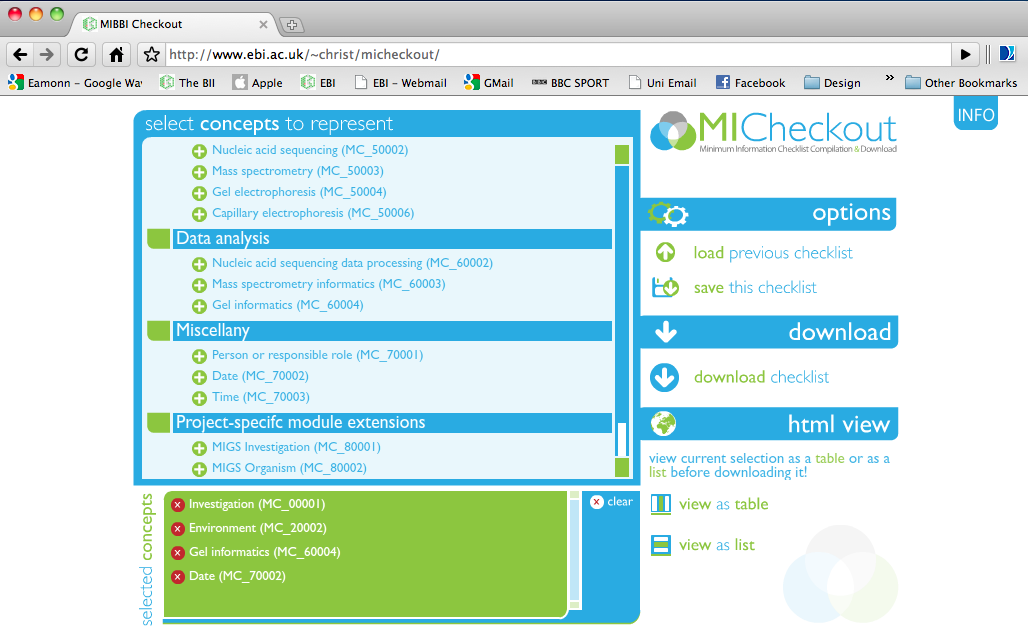 MIBBI Checkout
http://www.ebi.ac.uk/~christ/micheckout/
Eamonn – Google Wa
The BII
Apple
EBI
EBI – Webmail
GMail
BBC
BBC SPORT
Uni Email
Facebook
Design
»
Other Bookmarks
select concepts to represent
Nucleic acid sequencing (MC_50002)
Mass spectrometry (MC_50003)
Gel electrophoresis (MC_50004)
Capillary electrophoresis (MC_50006)
Data analysis
Nucleic acid sequencing data processing (MC_60002)
Mass spectrometry informatics (MC_60003)
Gel informatics (MC_60004)
Miscellany
Person or responsible role (MC_70001)
Date (MC_70002)
Time (MC_70003)
Project-specifc module extensions
MIGS Investigation (MC_80001)
MIGS Organism (MC_80002)
selected concepts
Investigation (MC_00001)
Environment (MC_20002)
Gel informatics (MC_60004)
Date (MC_70002)
clear
MICheckout
Minimum Information Checklist Compilation & Download
INFO
options
load previous checklist
save this checklist
download
download checklist
html view
view current selection as a table or as a
list before downloading it!
view as table
view as list